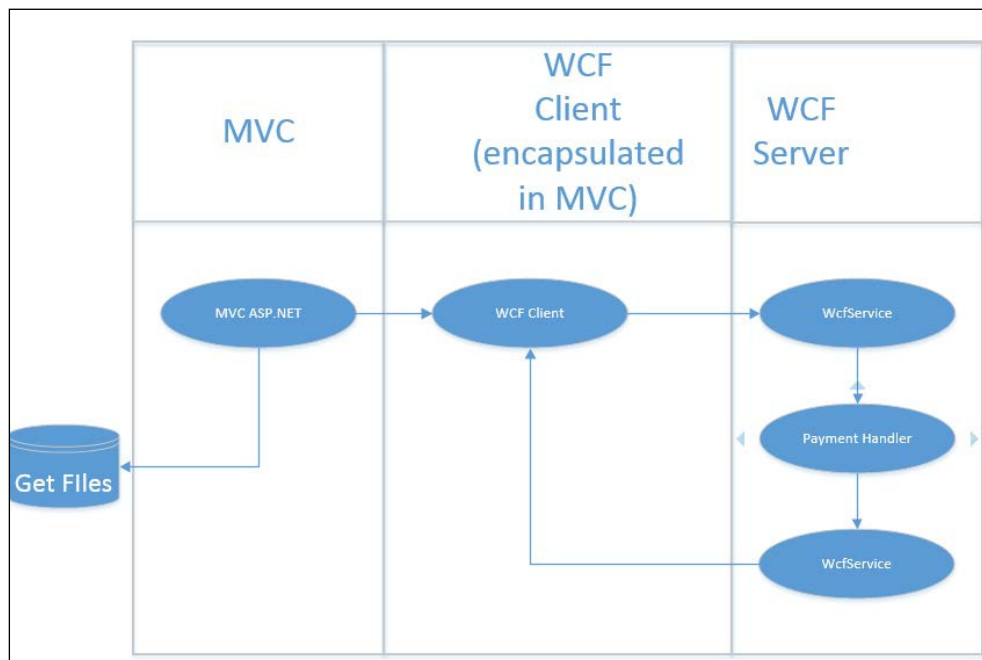 MVC
WCF
Client
(encapsulated
in MVC)
WCF
Server
MVC ASP.NET
WCF Client
WcfService
Payment Handler
Get FIles
WcfService